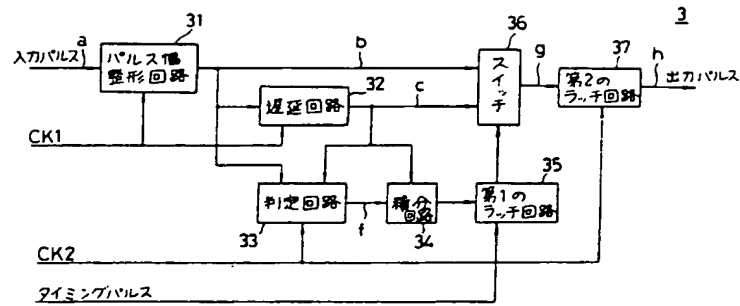 3
31
パルス幅
整形回路
入力パルス
a
b
36
スイッチ
g
37
第2の
ラッチ回路
h
出力パルス
32
遅延回路
c
CK1
35
判定回路
33
f
積分
回路
34
第1の
ラッチ回路
CK2
タイミングパルス